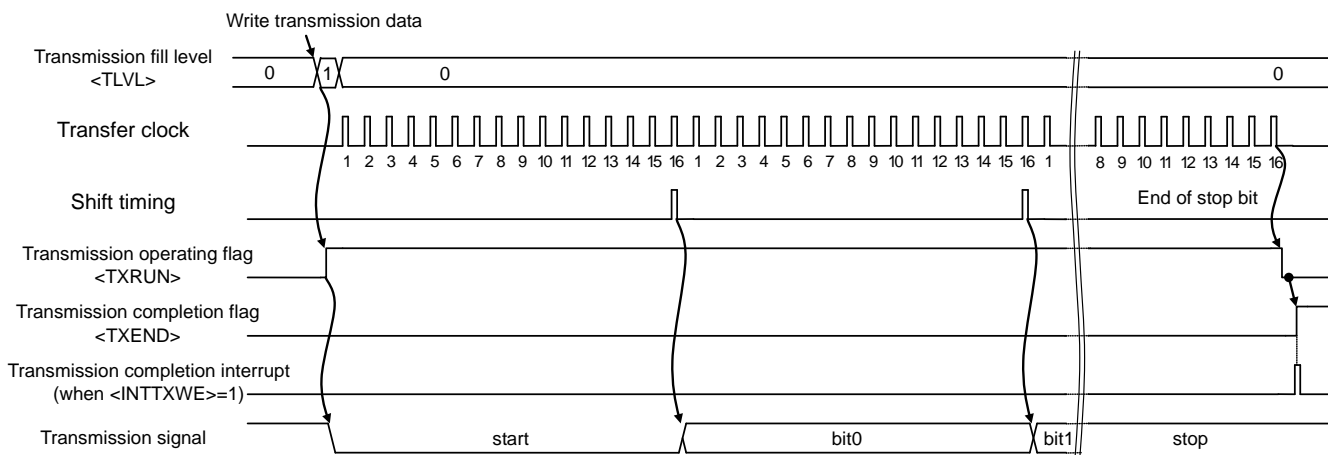 Write transmission data
Transmission fill level
<TLVL>
0 1 0 0
Transfer clock
1 2 3 4 5 6 7 8 9 10 11 12 13 14 15 16 1 2 3 4 5 6 7 8 9 10 11 12 13 14 15 16 1 8 9 10 11 12 13 14 15 16
Shift timing
End of stop bit
Transmission operating flag
<TXRUN>
Transmission completion flag
<TXEND>
Transmission completion interrupt
(when <INTTXWE>=1)
Transmission signal
start bit0 bit1 stop